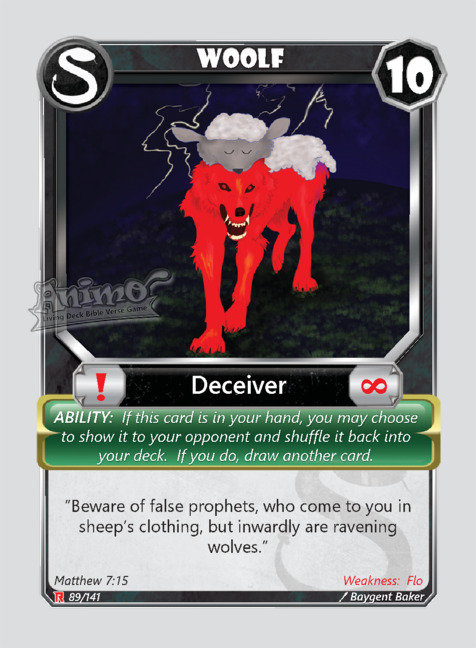 S
WOOLF
10
Animo
Living Deck Bible Verse Game
!
Deceiver
∞
ABILITY: If this card is in your hand, you may choose
to show it to your opponent and shuffle it back into
your deck. If you do, draw another card.
S
"Beware of false prophets, who come to you in
sheep's clothing, but inwardly are ravening
wolves."
Matthew 7:15
Weakness: Flo
R 89/141
Baygent Baker